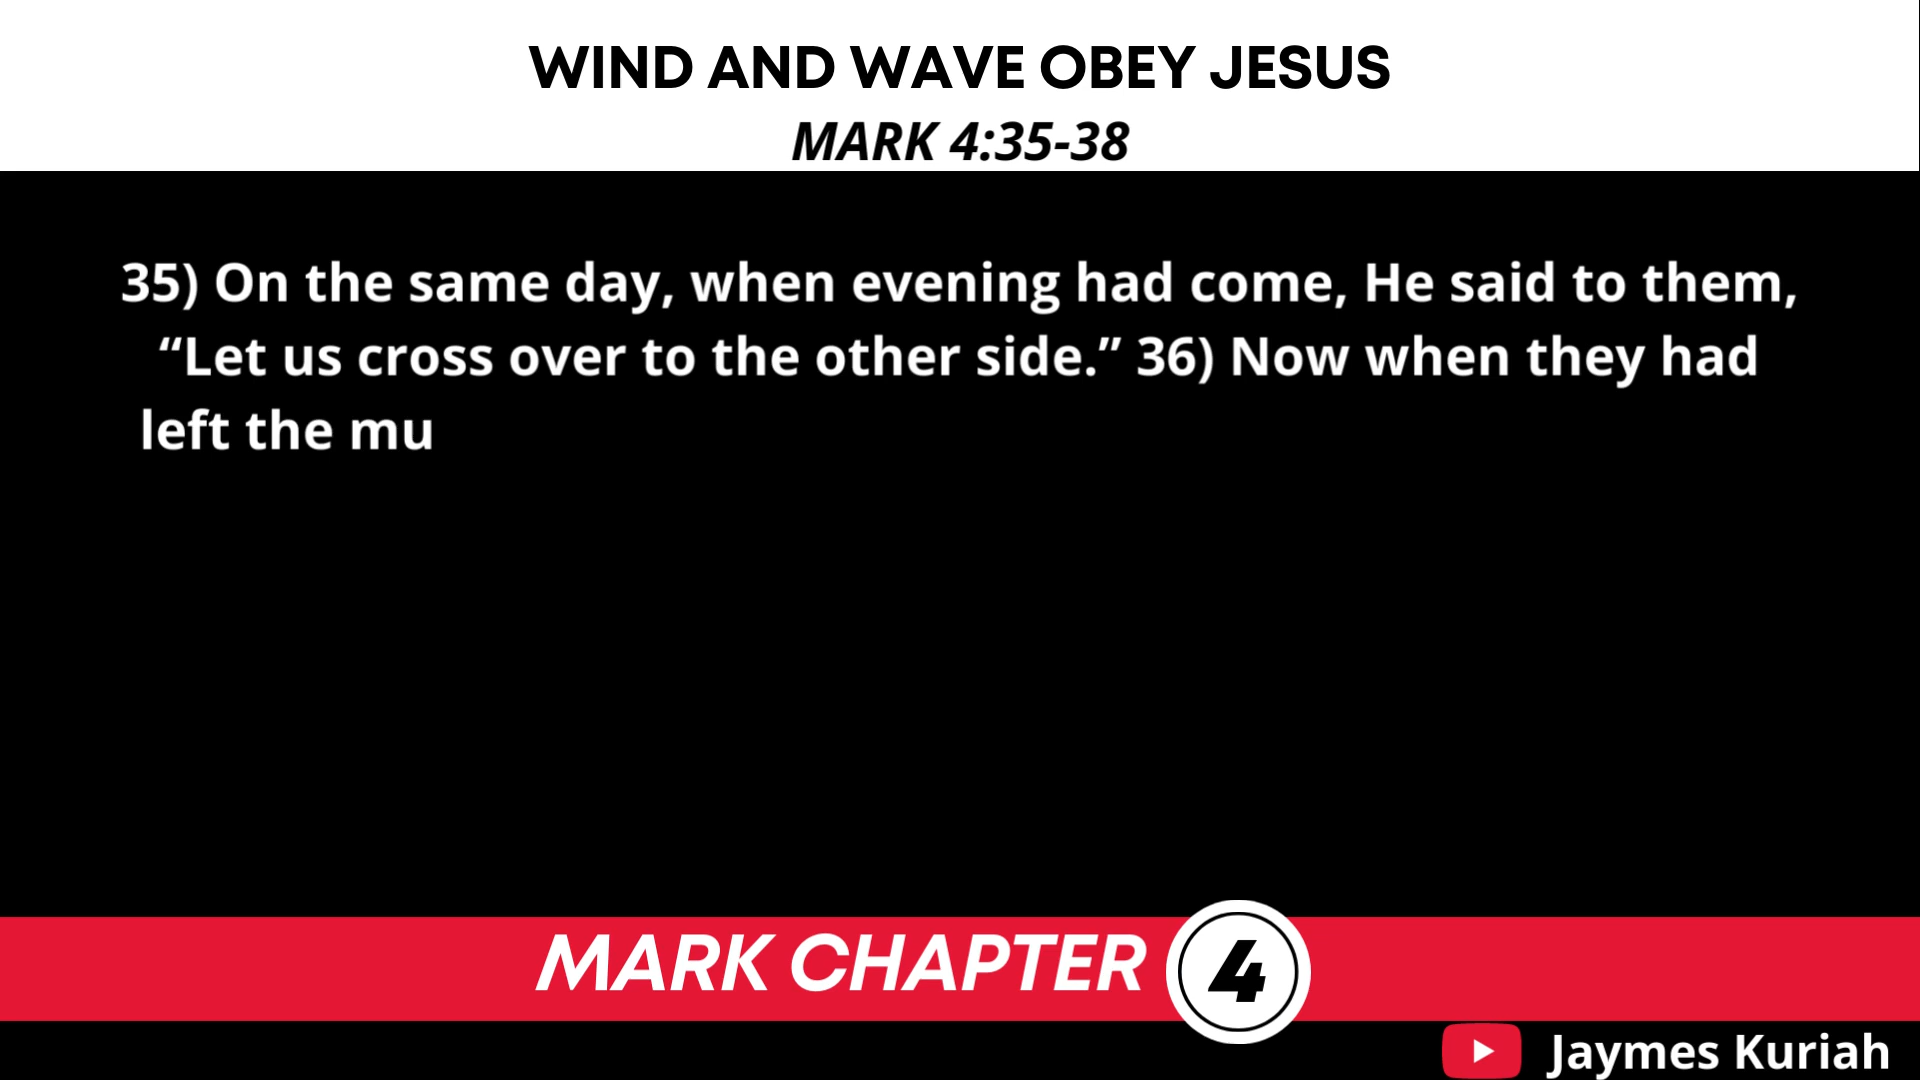 WIND AND WAVE OBEY JESUS
MARK 4:35-38
35) On the same day, when evening had come, He said to them,
“Let us cross over to the other side.” 36) Now when they had
left the mu
MARK CHAPTER 4
Jaymes Kuriah